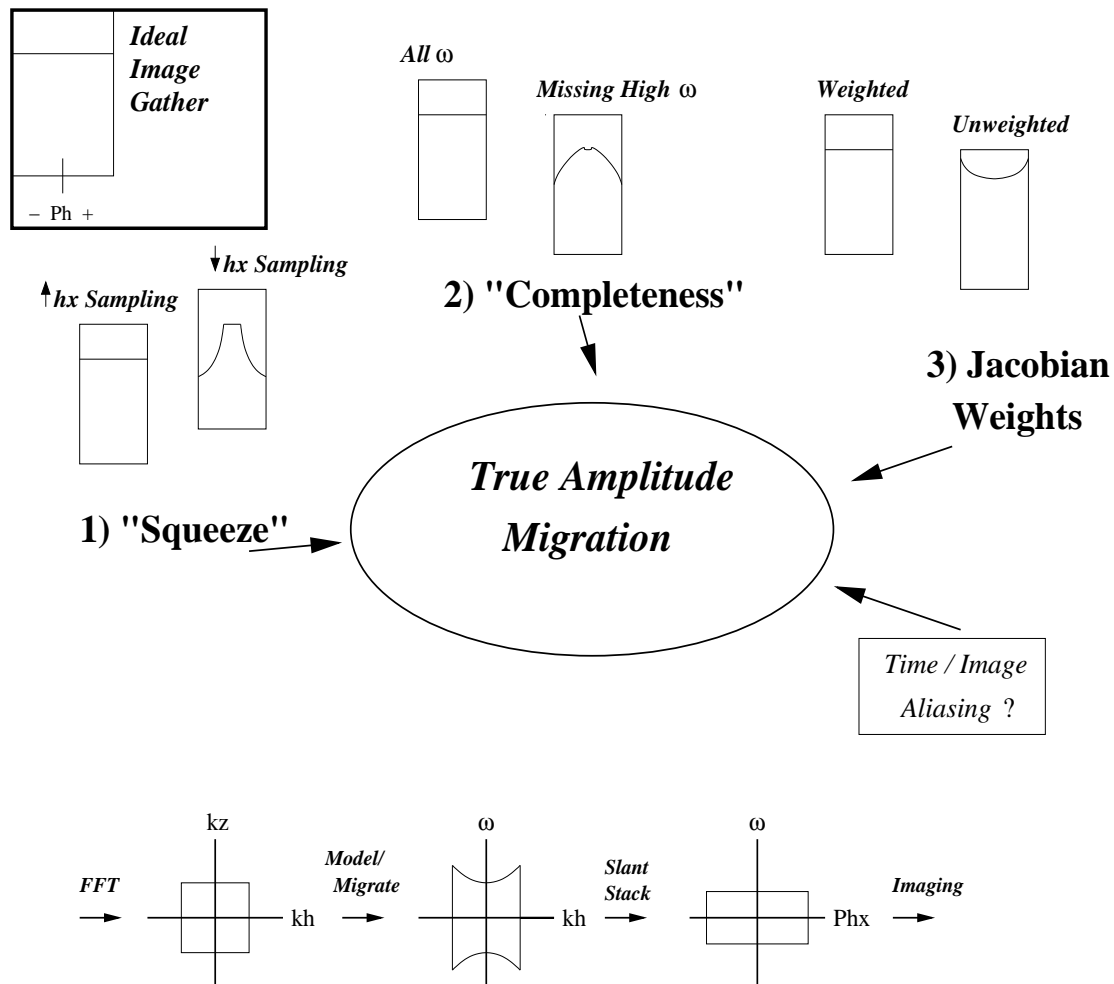 Ideal
Image
Gather
– Ph +
All ω
Missing High ω
Weighted
Unweighted
hx Sampling
hx Sampling
2) "Completeness"
3) Jacobian
Weights
1) "Squeeze"
True Amplitude
Migration
Time / Image
Aliasing ?
kz
ω
ω
FFT
Model/
Migrate
Slant
Stack
Imaging
kh
kh
Phx